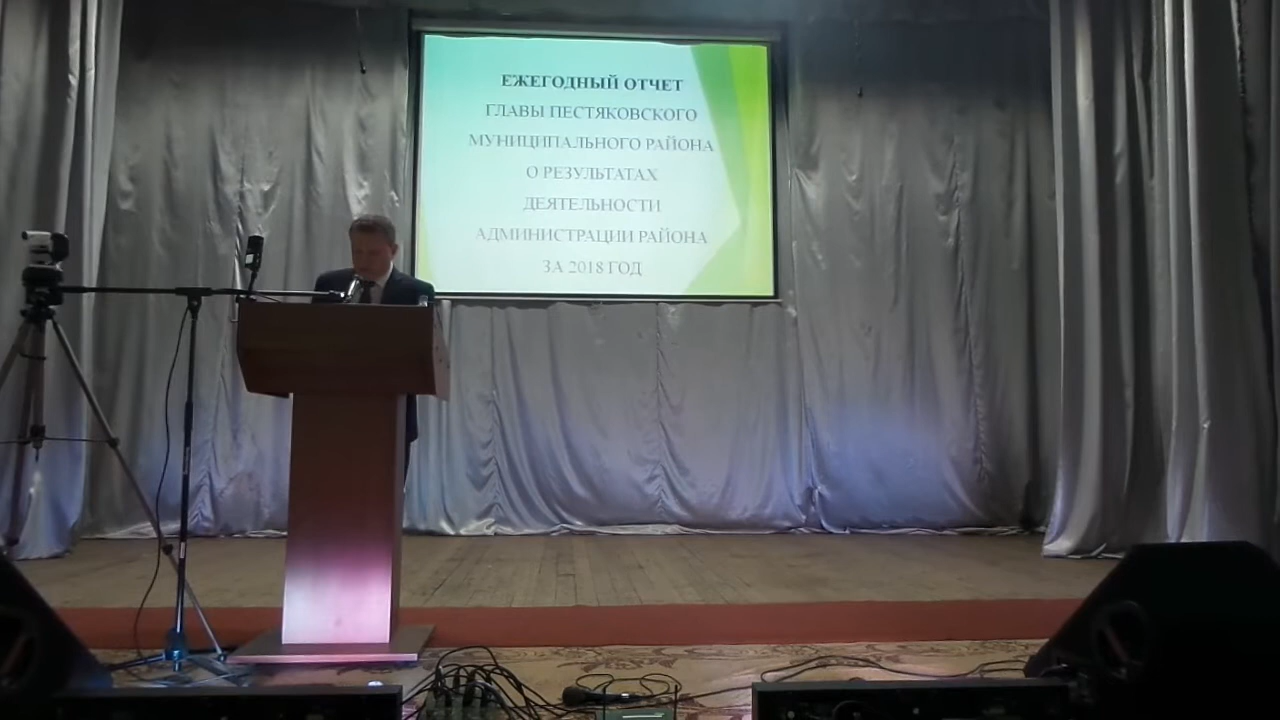 ЕЖЕГОДНЫЙ ОТЧЕТ
ГЛАВЫ ПЕСТЯКОВСКОГО
МУНИЦИПАЛЬНОГО РАЙОНА
О РЕЗУЛЬТАТАХ
ДЕЯТЕЛЬНОСТИ
АДМИНИСТРАЦИИ РАЙОНА
ЗА 2018 ГОД